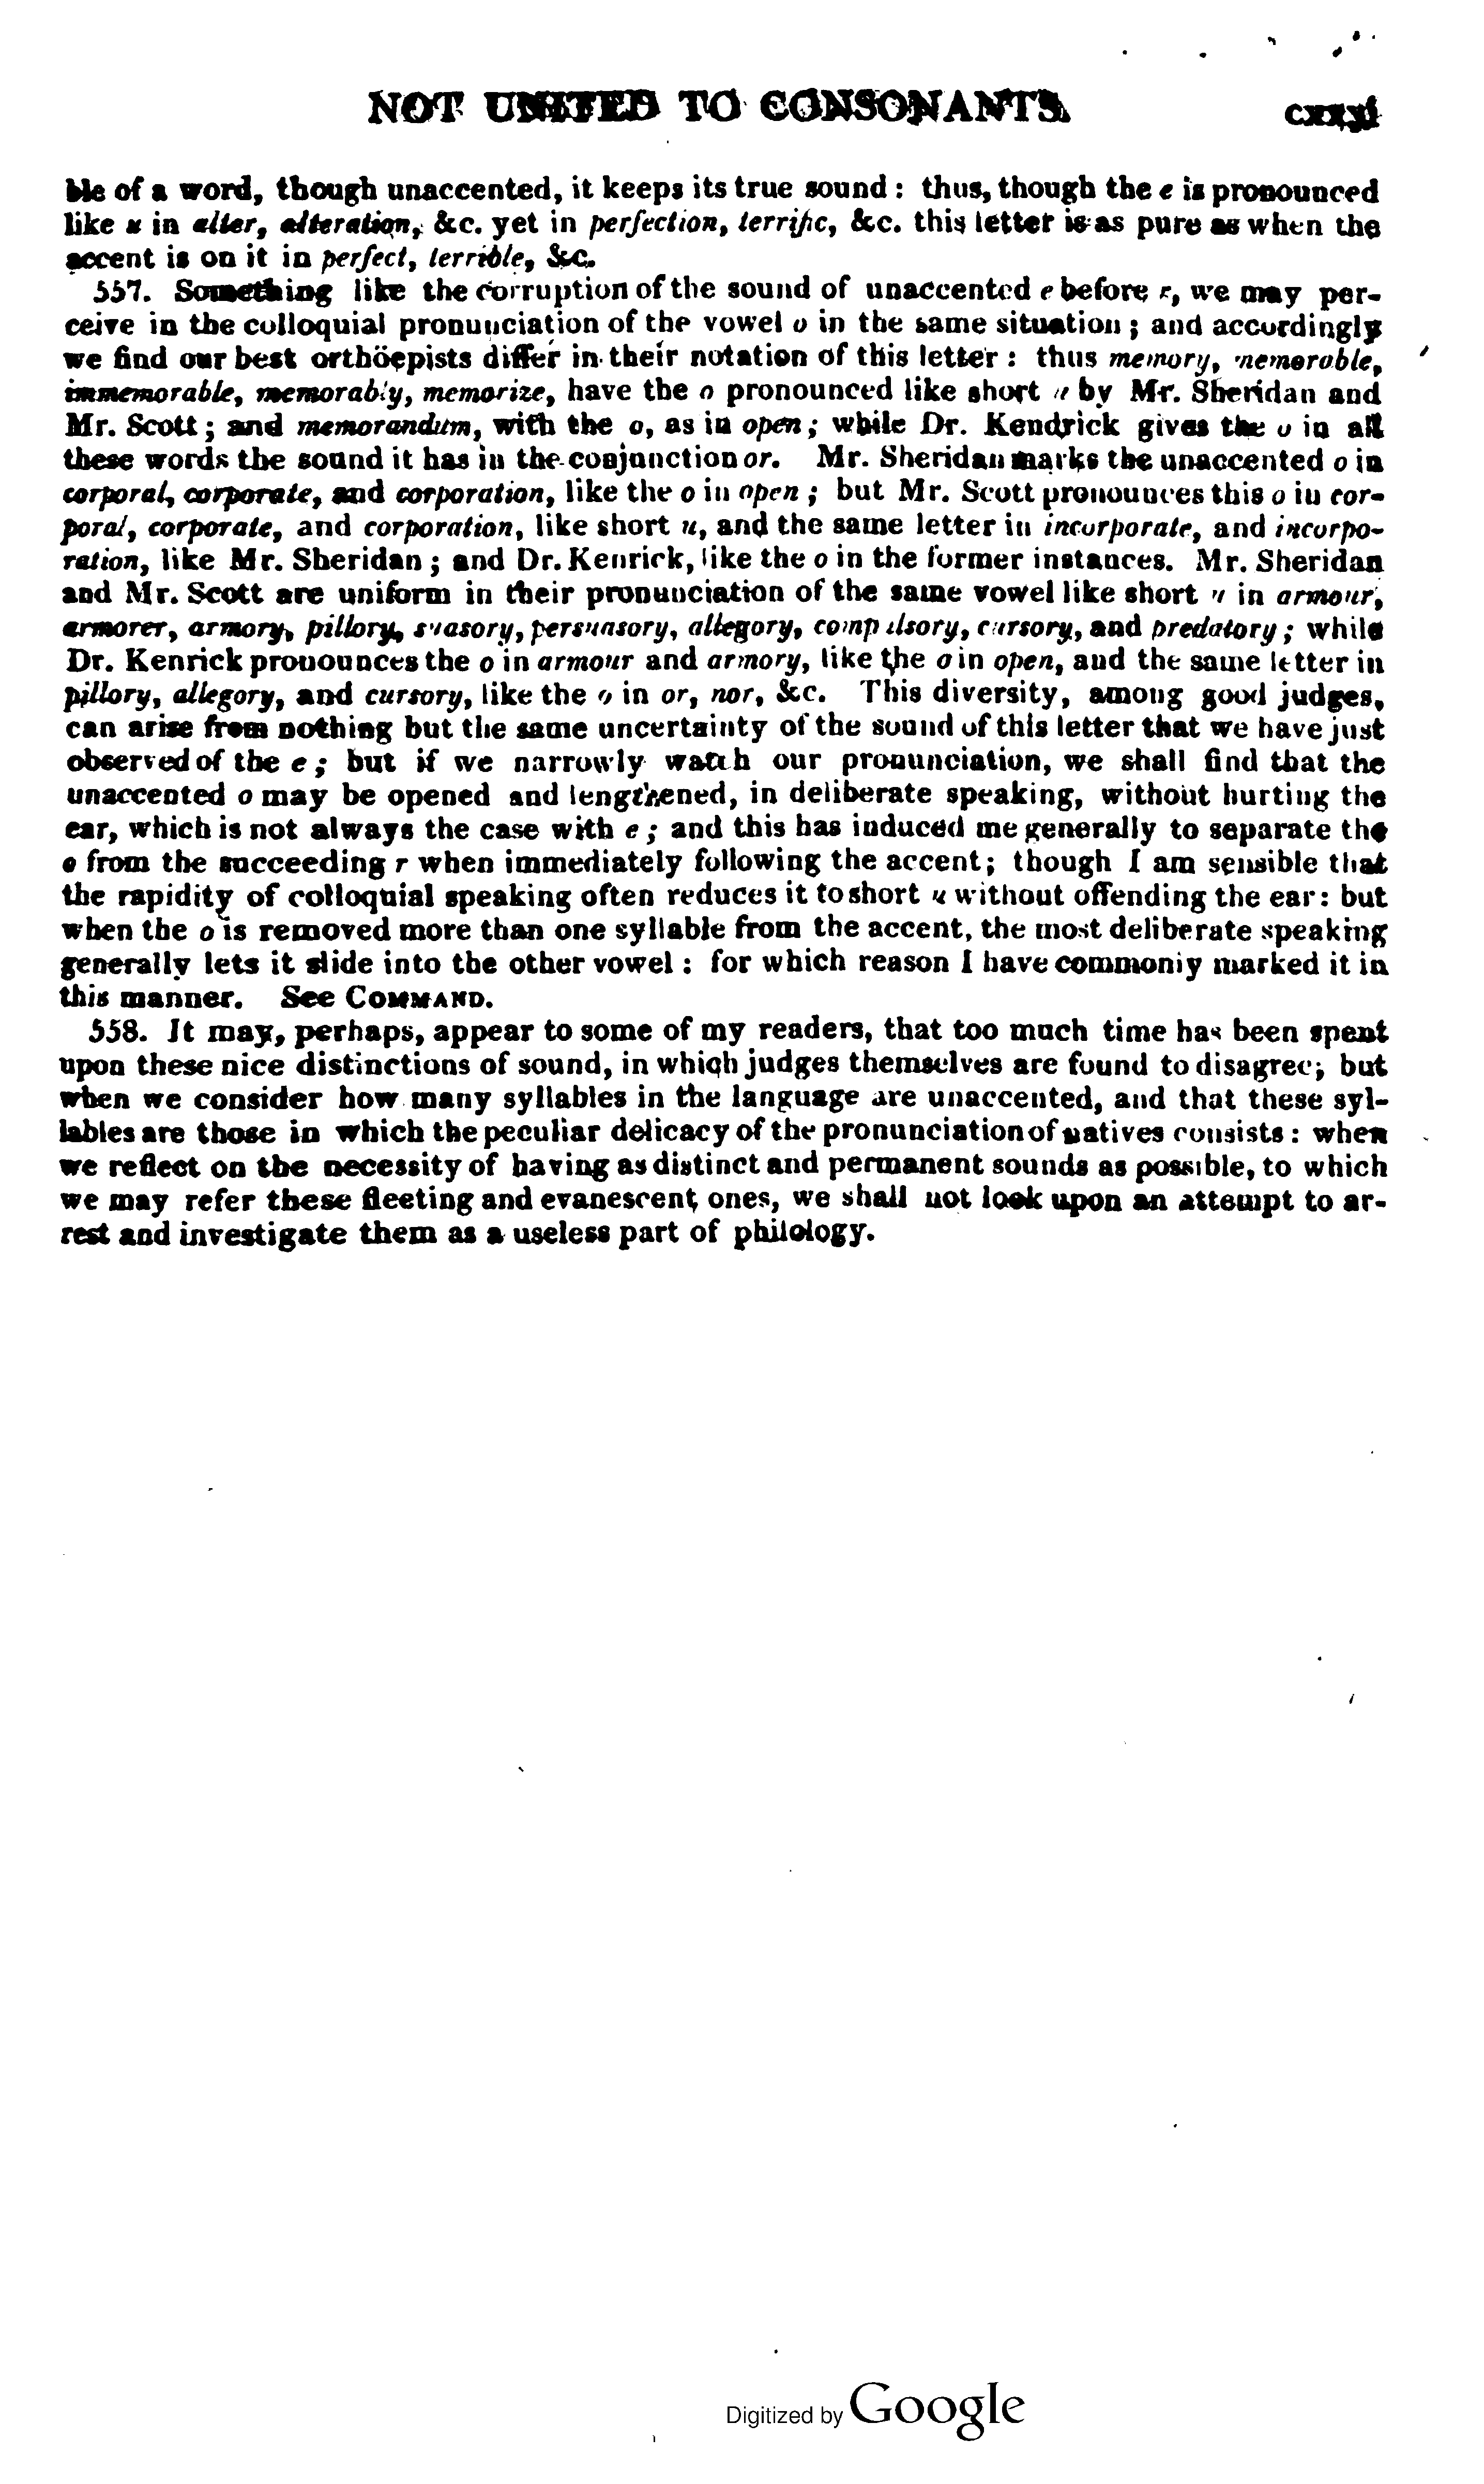 NOT UNITED TO CONSONANTS. cxxxi
ble of a word, though unaccented, it keeps its true sound : thus, though the e is pronounced
like u in alter, alteration, &c. yet in perfection, terrific, &c. this letter is as pure as when the
accent is on it in perfect, terrible, &c.
557. Something like the corruption of the sound of unaccented e before r, we may per-
ceive in the colloquial pronunciation of the vowel o in the same situation ; and accordingly
we find our best orthöepists differ in their notation of this letter : thus memory, memorable,
immemorable, memorably, memorize, have the o pronounced like short u by Mr. Sheridan and
Mr. Scott ; and memorandum, with the o, as in open ; while Dr. Kendrick gives the o in all
these words the sound it has in the conjunction or. Mr. Sheridan marks the unaccented o in
corporal, corporate, and corporation, like the o in open ; but Mr. Scott pronounces this o in cor-
poral, corporate, and corporation, like short u, and the same letter in incorporate, and incorpo-
ration, like Mr. Sheridan ; and Dr. Kenrick, like the o in the former instances. Mr. Sheridan
and Mr. Scott are uniform in their pronunciation of the same vowel like short u in armour,
armorer, armory, pillory, suasory, persuasory, allegory, compulsory, cursory, and predatory ; while
Dr. Kenrick pronounces the o in armour and armory, like the o in open, and the same letter in
pillory, allegory, and cursory, like the o in or, nor, &c. This diversity, among good judges,
can arise from nothing but the same uncertainty of the sound of this letter that we have just
observed of the e ; but if we narrowly watch our pronunciation, we shall find that the
unaccented o may be opened and lengthened, in deliberate speaking, without hurting the
ear, which is not always the case with e ; and this has induced me generally to separate the
o from the succeeding r when immediately following the accent ; though I am sensible that
the rapidity of colloquial speaking often reduces it to short u without offending the ear : but
when the o is removed more than one syllable from the accent, the most deliberate speaking
generally lets it slide into the other vowel : for which reason I have commonly marked it in
this manner. See COMMAND.
558. It may, perhaps, appear to some of my readers, that too much time has been spent
upon these nice distinctions of sound, in which judges themselves are found to disagree; but
when we consider how many syllables in the language are unaccented, and that these syl-
lables are those in which the peculiar delicacy of the pronunciation of natives consists : when
we reflect on the necessity of having as distinct and permanent sounds as possible, to which
we may refer these fleeting and evanescent ones, we shall not look upon an attempt to ar-
rest and investigate them as a useless part of philology.
Digitized by Google